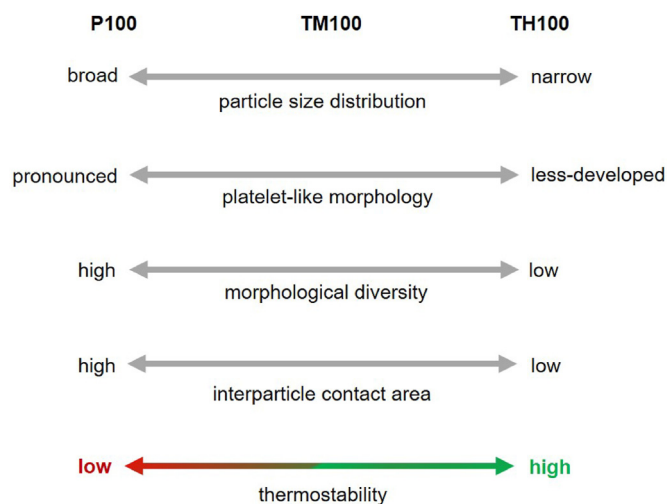 P100 TM100 TH100
broad narrow
particle size distribution
pronounced less-developed
platelet-like morphology
high low
morphological diversity
high low
interparticle contact area
low high
thermostability